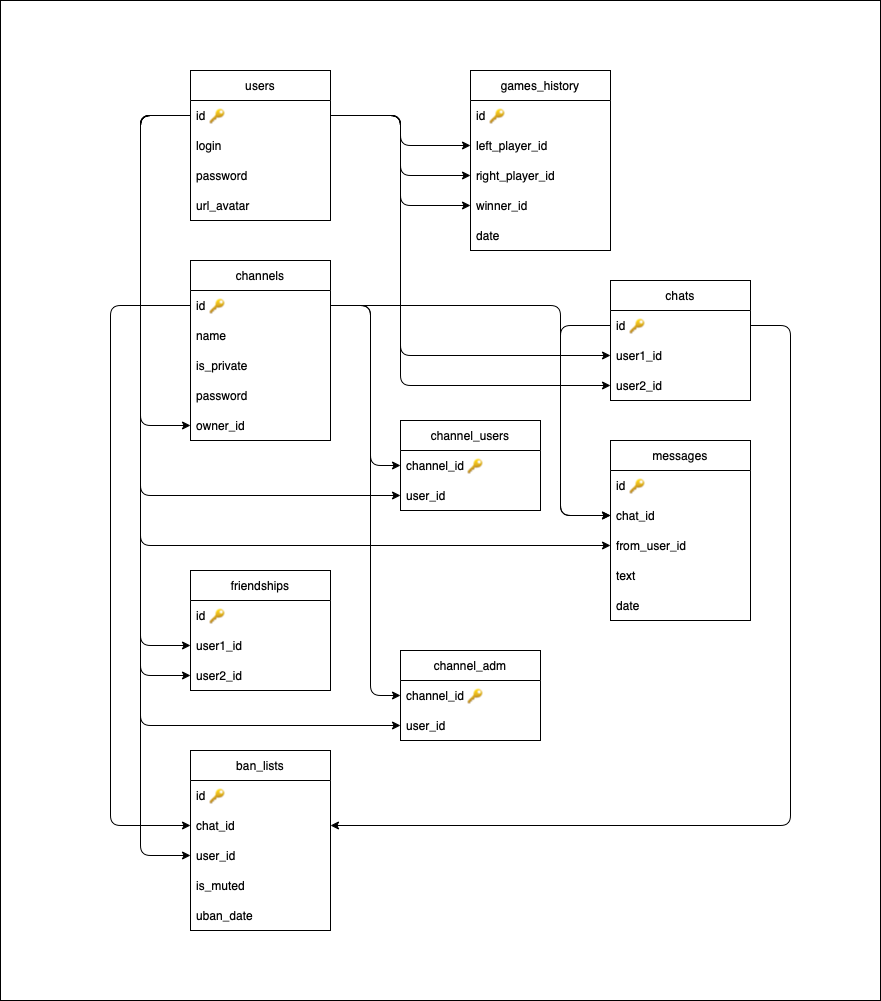 users
id 🔑
login
password
url_avatar
games_history
id 🔑
left_player_id
right_player_id
winner_id
date
channels
id 🔑
name
is_private
password
owner_id
chats
id 🔑
user1_id
user2_id
channel_users
channel_id 🔑
user_id
messages
id 🔑
chat_id
from_user_id
text
date
friendships
id 🔑
user1_id
user2_id
channel_adm
channel_id 🔑
user_id
ban_lists
id 🔑
chat_id
user_id
is_muted
uban_date